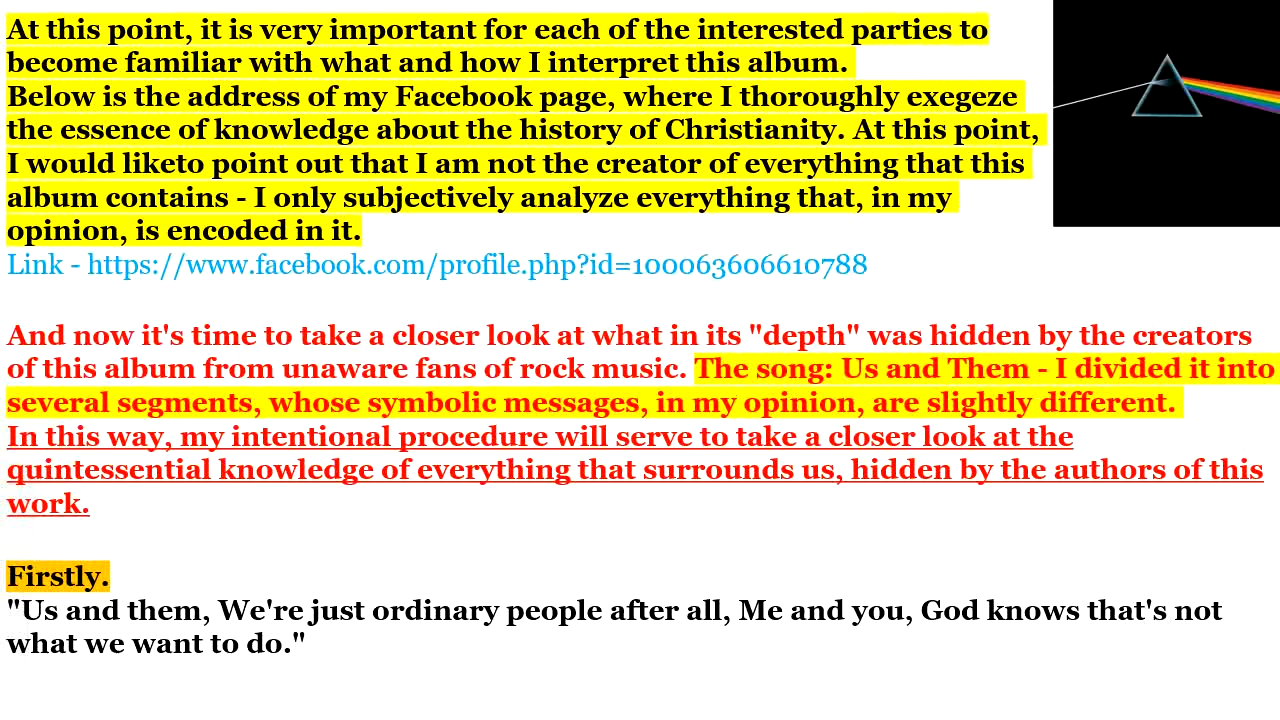 At this point, it is very important for each of the interested parties to
become familiar with what and how I interpret this album.
Below is the address of my Facebook page, where I thoroughly exegeze
the essence of knowledge about the history of Christianity. At this point,
I would liketo point out that I am not the creator of everything that this
album contains - I only subjectively analyze everything that, in my
opinion, is encoded in it.
Link - https://www.facebook.com/profile.php?id=100063606610788
And now it's time to take a closer look at what in its "depth" was hidden by the creators
of this album from unaware fans of rock music. The song: Us and Them - I divided it into
several segments, whose symbolic messages, in my opinion, are slightly different.
In this way, my intentional procedure will serve to take a closer look at the
quintessential knowledge of everything that surrounds us, hidden by the authors of this
work.
Firstly.
"Us and them, We're just ordinary people after all, Me and you, God knows that's not
what we want to do."